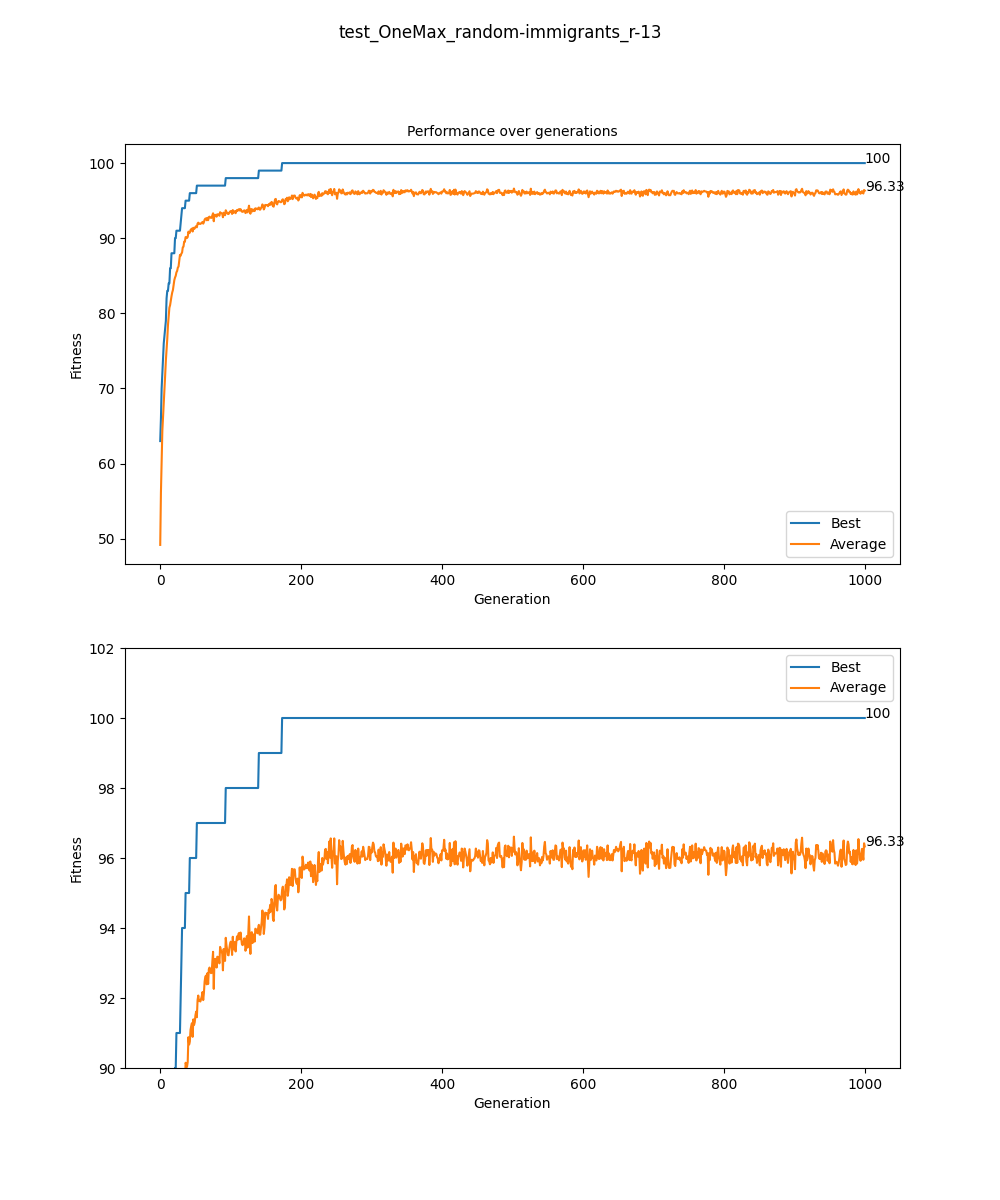 test_OneMax_random-immigrants_r-13
Performance over generations
100
90
80
70
60
50
Fitness
100
96.33
Best
Average
0 200 400 600 800 1000
Generation
102
100
98
96
94
92
90
Fitness
Best
Average
100
96.33
0 200 400 600 800 1000
Generation